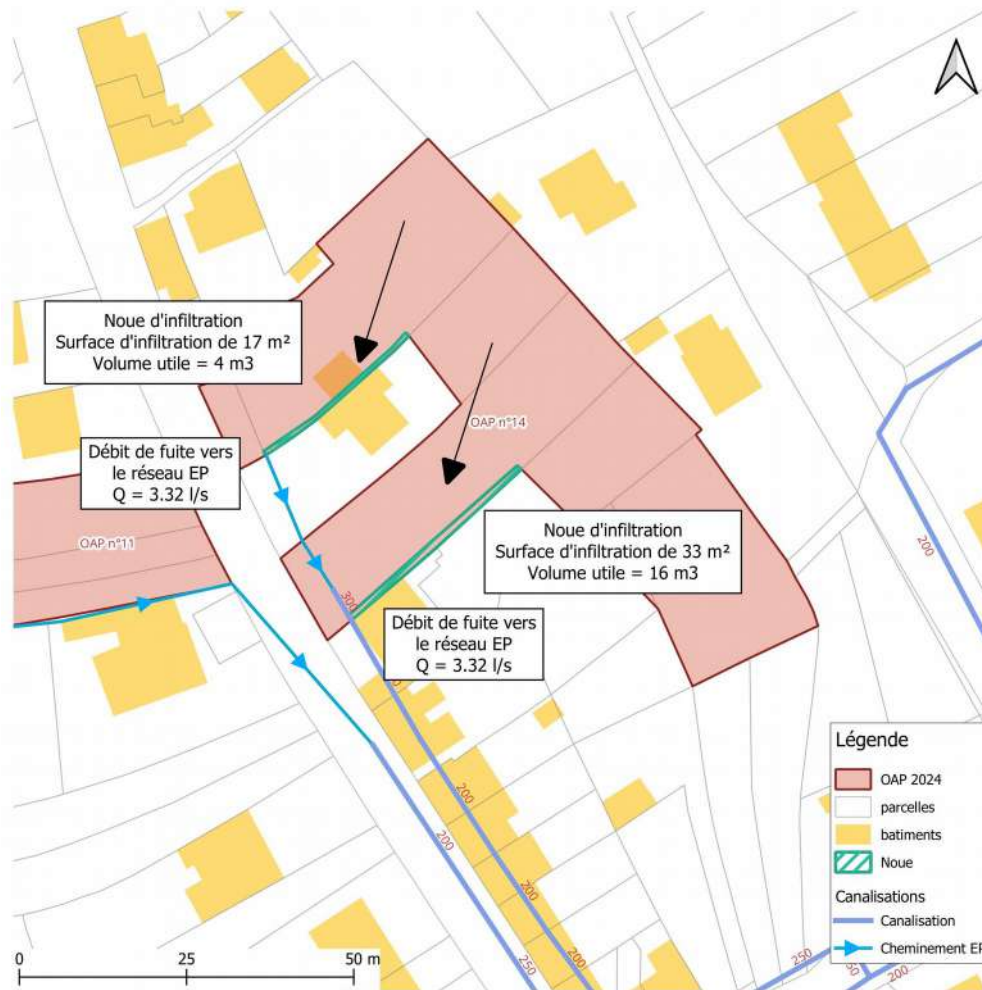 Noue d'infiltration
Surface d'infiltration de 17 m²
Volume utile = 4 m3
Débit de fuite vers
le réseau EP
Q = 3.32 l/s
OAP n°14
OAP n°11
Noue d'infiltration
Surface d'infiltration de 33 m²
Volume utile = 16 m3
200
300
Débit de fuite vers
le réseau EP
Q = 3.32 l/s
Légende
OAP 2024
parcelles
batiments
Noue
Canalisations
Canalisation
Cheminement EP
200
200
200
200
250
250
200
0 25 50 m